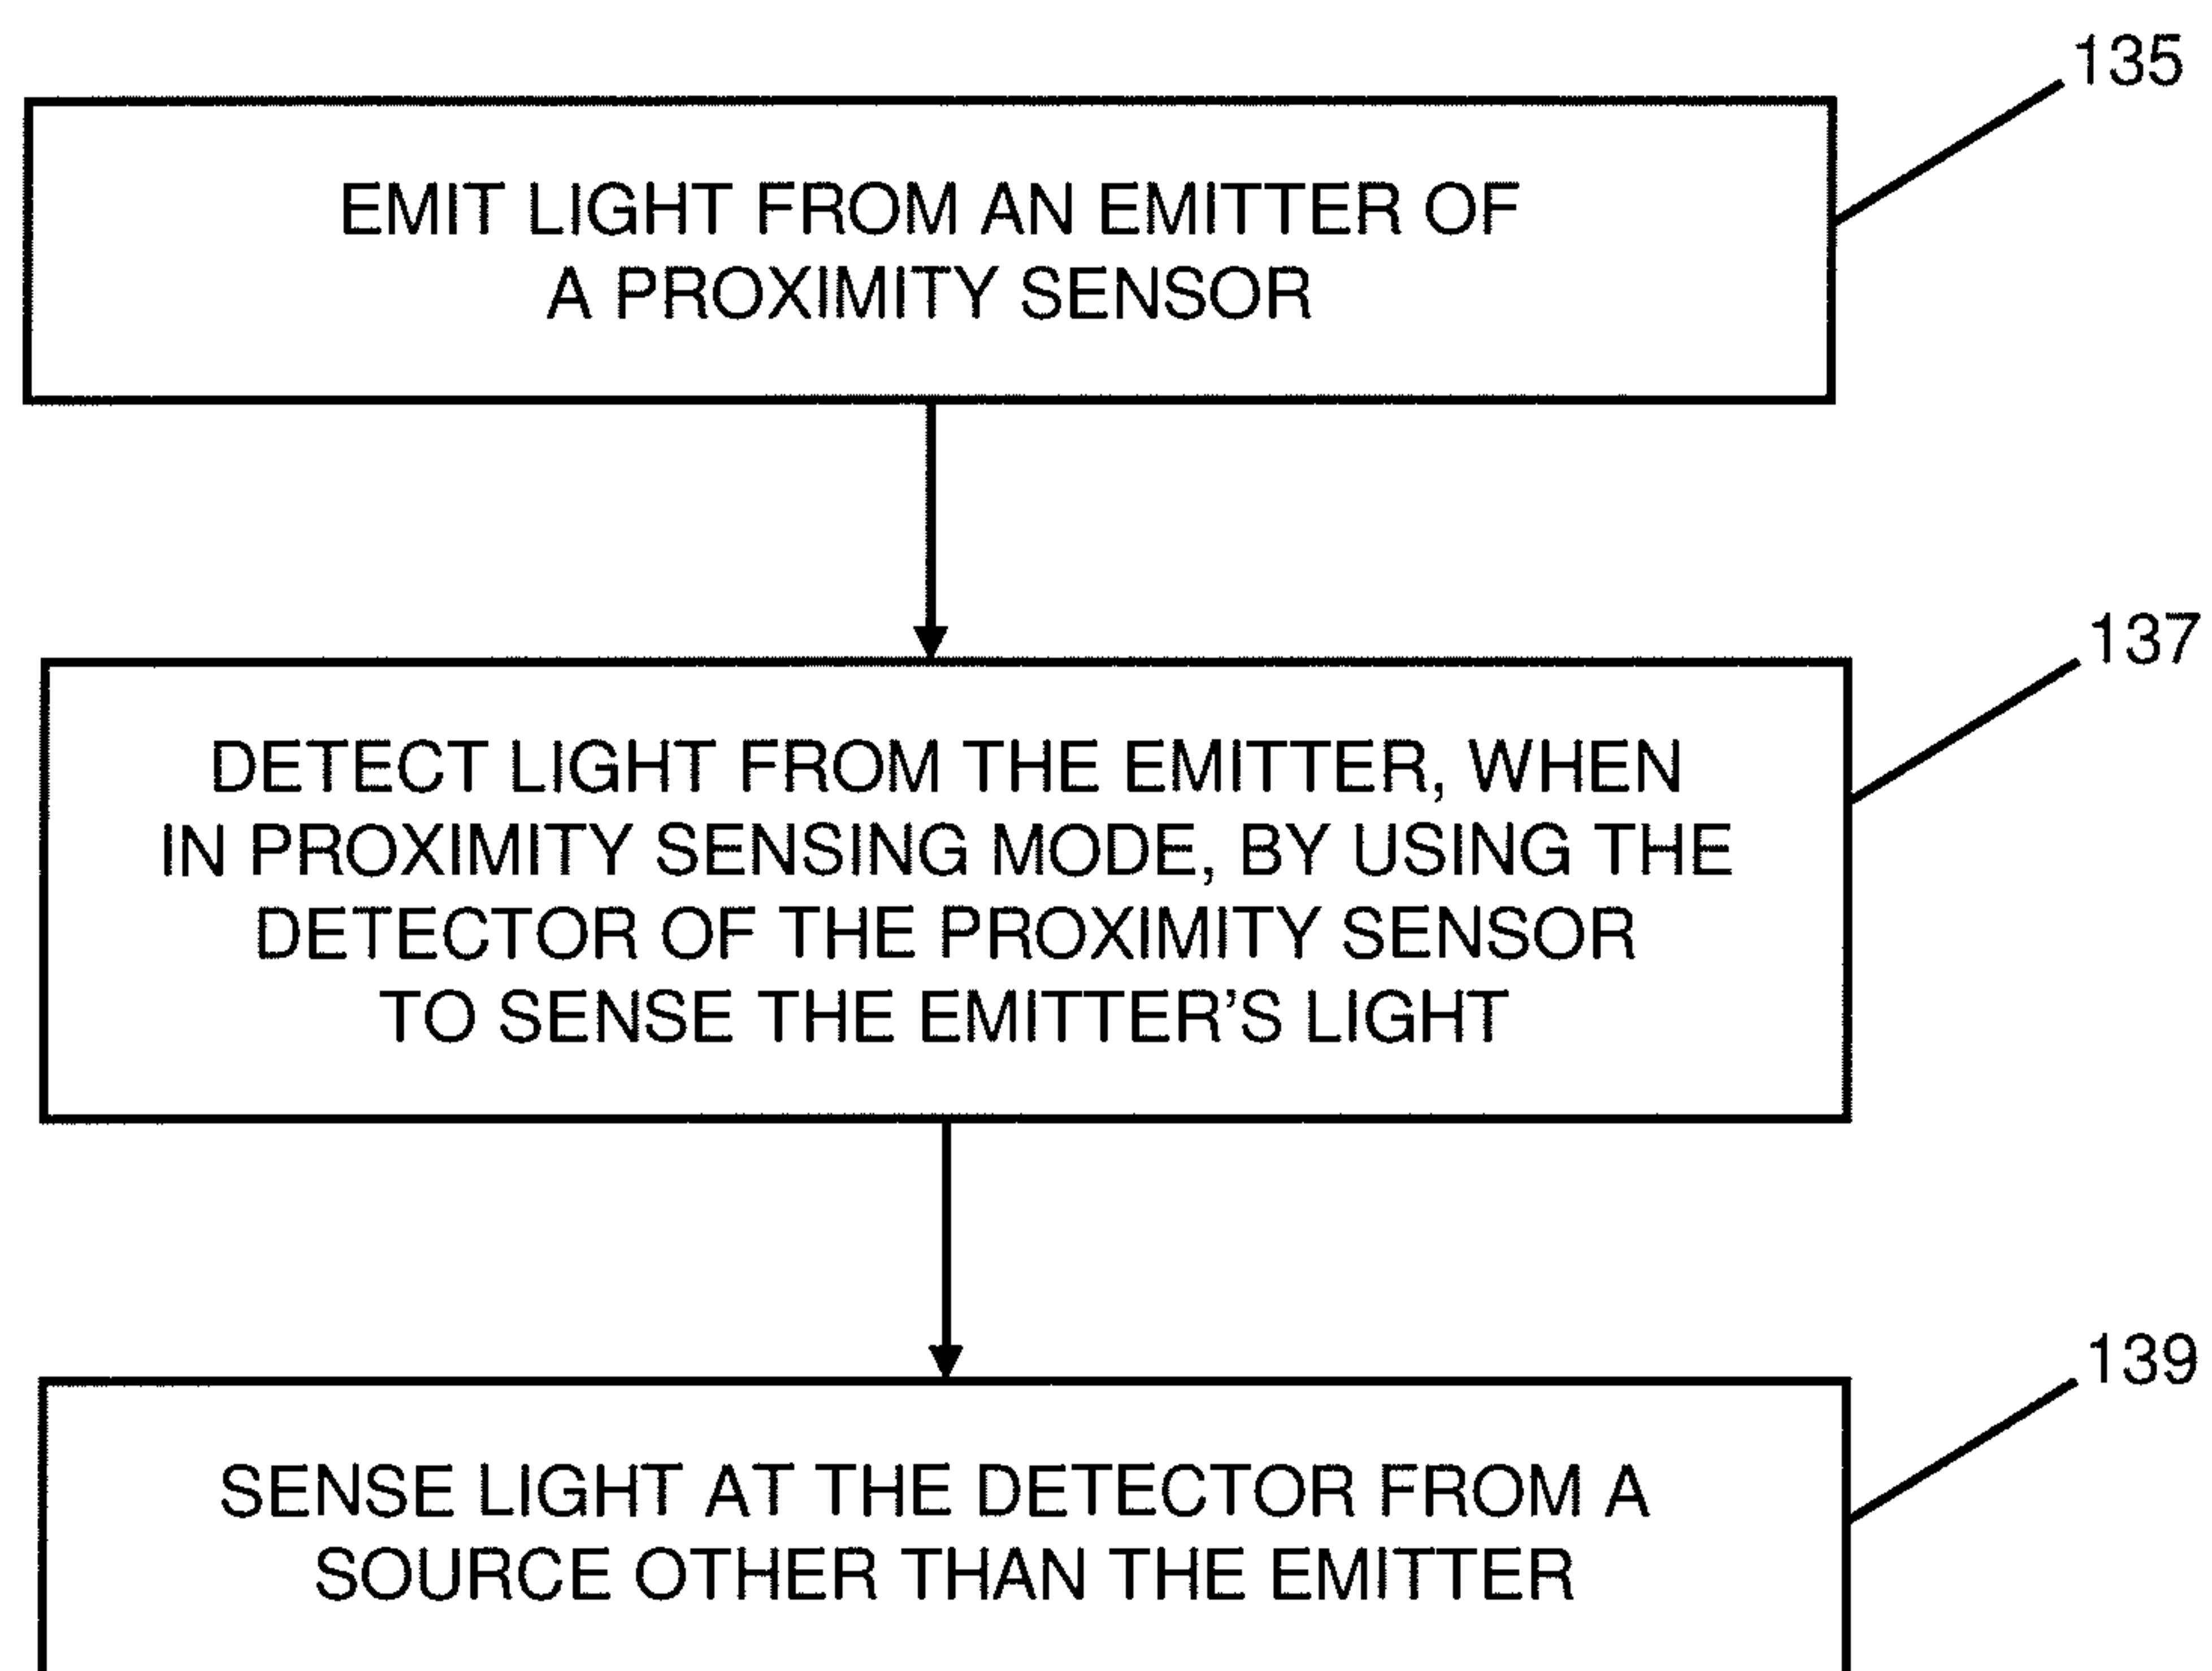 135
EMIT LIGHT FROM AN EMITTER OF
A PROXIMITY SENSOR
137
DETECT LIGHT FROM THE EMITTER, WHEN
IN PROXIMITY SENSING MODE, BY USING THE
DETECTOR OF THE PROXIMITY SENSOR
TO SENSE THE EMITTER'S LIGHT
139
SENSE LIGHT AT THE DETECTOR FROM A
SOURCE OTHER THAN THE EMITTER